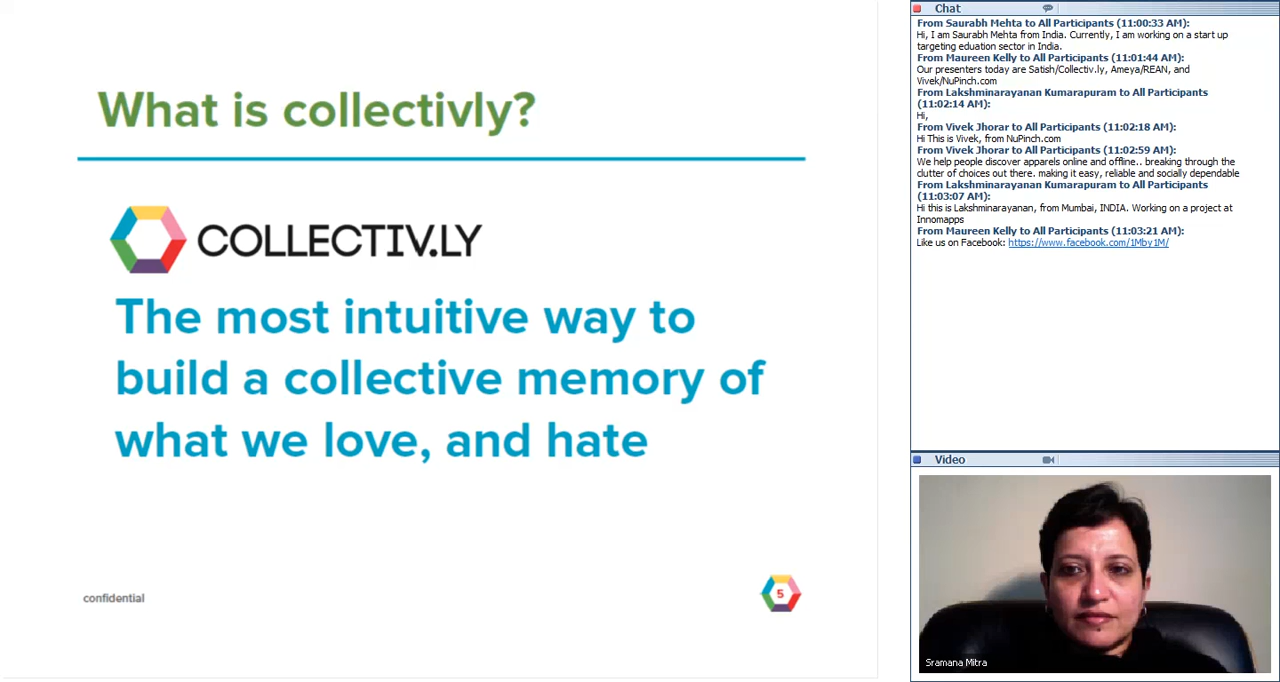 What is collectivly?
COLLECTIV.LY
The most intuitive way to
build a collective memory of
what we love, and hate
confidential
5
Chat
From Saurabh Mehta to All Participants (11:00:33 AM):
Hi, I am Saurabh Mehta from India. Currently, I am working on a start up
targeting eduation sector in India.
From Maureen Kelly to All Participants (11:01:44 AM):
Our presenters today are Satish/Collectiv.ly, Ameya/REAN, and
Vivek/NuPinch.com
From Lakshminarayanan Kumarapuram to All Participants
(11:02:14 AM):
Hi,
From Vivek Jhorar to All Participants (11:02:18 AM):
Hi This is Vivek, from NuPinch.com
From Vivek Jhorar to All Participants (11:02:59 AM):
We help people discover apparels online and offline.. breaking through the
clutter of choices out there. making it easy, reliable and socially dependable
From Lakshminarayanan Kumarapuram to All Participants
(11:03:07 AM):
Hi this is Lakshminarayanan, from Mumbai, INDIA. Working on a project at
Innomapps
From Maureen Kelly to All Participants (11:03:21 AM):
Like us on Facebook: https://www.facebook.com/1Mby1M/
Video
Sramana Mitra